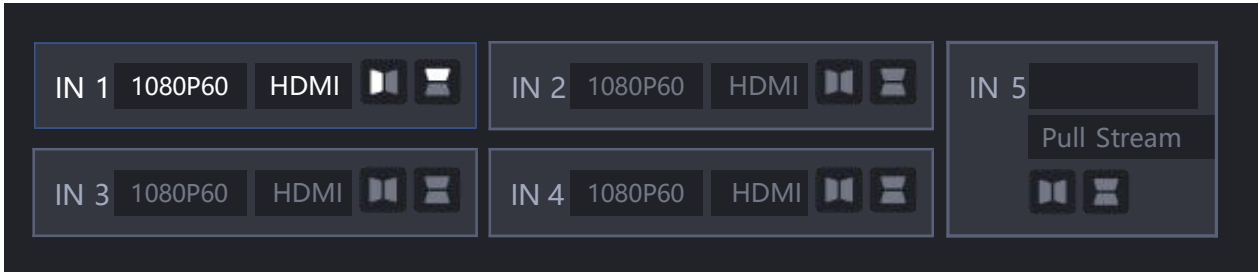 IN 1 1080P60 HDMI
IN 2 1080P60 HDMI
IN 5
Pull Stream
IN 3 1080P60 HDMI
IN 4 1080P60 HDMI